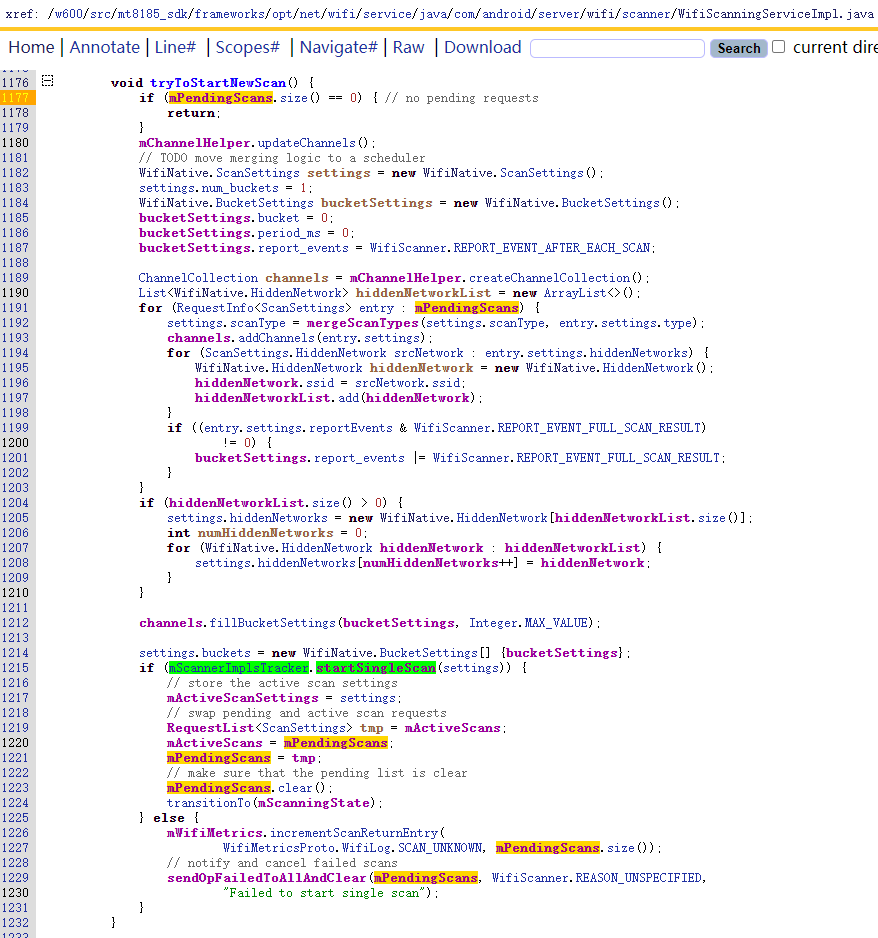 xref: /w600/src/mt8185_sdk/frameworks/opt/net/wifi/service/java/com/android/server/wifi/scanner/WifiScanningServiceImpl.java
Home | Annotate | Line# | Scopes# | Navigate# | Raw | Download Search current dire
1176 void tryToStartNewScan() {
1177 if (mPendingScans.size() == 0) { // no pending requests
1178 return;
1179 }
1180 mChannelHelper.updateChannels();
1181 // TODO move merging logic to a scheduler
1182 WifiNative.ScanSettings settings = new WifiNative.ScanSettings();
1183 settings.num_buckets = 1;
1184 WifiNative.BucketSettings bucketSettings = new WifiNative.BucketSettings();
1185 bucketSettings.bucket = 0;
1186 bucketSettings.period_ms = 0;
1187 bucketSettings.report_events = WifiScanner.REPORT_EVENT_AFTER_EACH_SCAN;
1188
1189 ChannelCollection channels = mChannelHelper.createChannelCollection();
1190 List<WifiNative.HiddenNetwork> hiddenNetworkList = new ArrayList<>();
1191 for (RequestInfo<ScanSettings> entry : mPendingScans) {
1192 settings.scanType = mergeScanTypes(settings.scanType, entry.settings.type);
1193 channels.addChannels(entry.settings);
1194 for (ScanSettings.HiddenNetwork srcNetwork : entry.settings.hiddenNetworks) {
1195 WifiNative.HiddenNetwork hiddenNetwork = new WifiNative.HiddenNetwork();
1196 hiddenNetwork.ssid = srcNetwork.ssid;
1197 hiddenNetworkList.add(hiddenNetwork);
1198 }
1199 if ((entry.settings.reportEvents & WifiScanner.REPORT_EVENT_FULL_SCAN_RESULT)
1200 != 0) {
1201 bucketSettings.report_events |= WifiScanner.REPORT_EVENT_FULL_SCAN_RESULT;
1202 }
1203 }
1204 if (hiddenNetworkList.size() > 0) {
1205 settings.hiddenNetworks = new WifiNative.HiddenNetwork[hiddenNetworkList.size()];
1206 int numHiddenNetworks = 0;
1207 for (WifiNative.HiddenNetwork hiddenNetwork : hiddenNetworkList) {
1208 settings.hiddenNetworks[numHiddenNetworks++] = hiddenNetwork;
1209 }
1210 }
1211
1212 channels.fillBucketSettings(bucketSettings, Integer.MAX_VALUE);
1213
1214 settings.buckets = new WifiNative.BucketSettings[] {bucketSettings};
1215 if (mScannerImplsTracker.startSingleScan(settings)) {
1216 // store the active scan settings
1217 mActiveScanSettings = settings;
1218 // swap pending and active scan requests
1219 RequestList<ScanSettings> tmp = mActiveScans;
1220 mActiveScans = mPendingScans;
1221 mPendingScans = tmp;
1222 // make sure that the pending list is clear
1223 mPendingScans.clear();
1224 transitionTo(mScanningState);
1225 } else {
1226 mWifiMetrics.incrementScanReturnEntry(
1227 WifiMetricsProto.WifiLog.SCAN_UNKNOWN, mPendingScans.size());
1228 // notify and cancel failed scans
1229 sendOpFailedToAllAndClear(mPendingScans, WifiScanner.REASON_UNSPECIFIED,
1230 "Failed to start single scan");
1231 }
1232 }